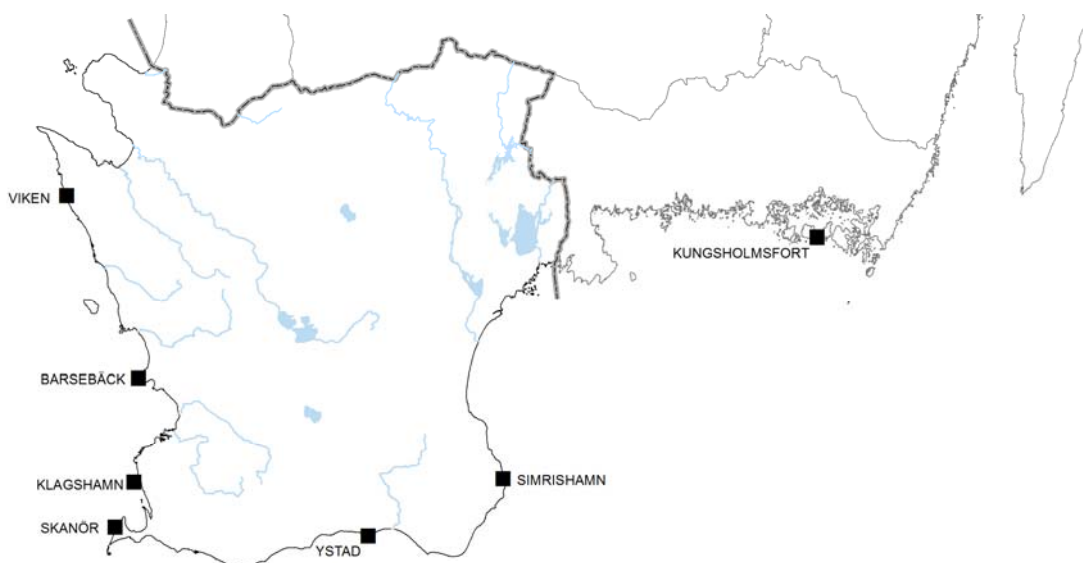 VIKEN
KUNGSHOLMSFORT
BARSEBÄCK
KLAGSHAMN
SIMRISHAMN
SKANÖR
YSTAD